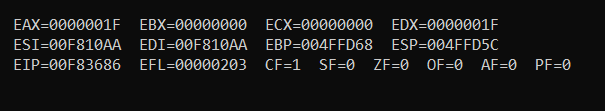 EAX=0000001F  EBX=00000000  ECX=00000000  EDX=0000001F
ESI=00F810AA  EDI=00F810AA  EBP=004FFD68  ESP=004FFD5C
EIP=00F83686  EFL=00000203  CF=1  SF=0  ZF=0  OF=0  AF=0  PF=0